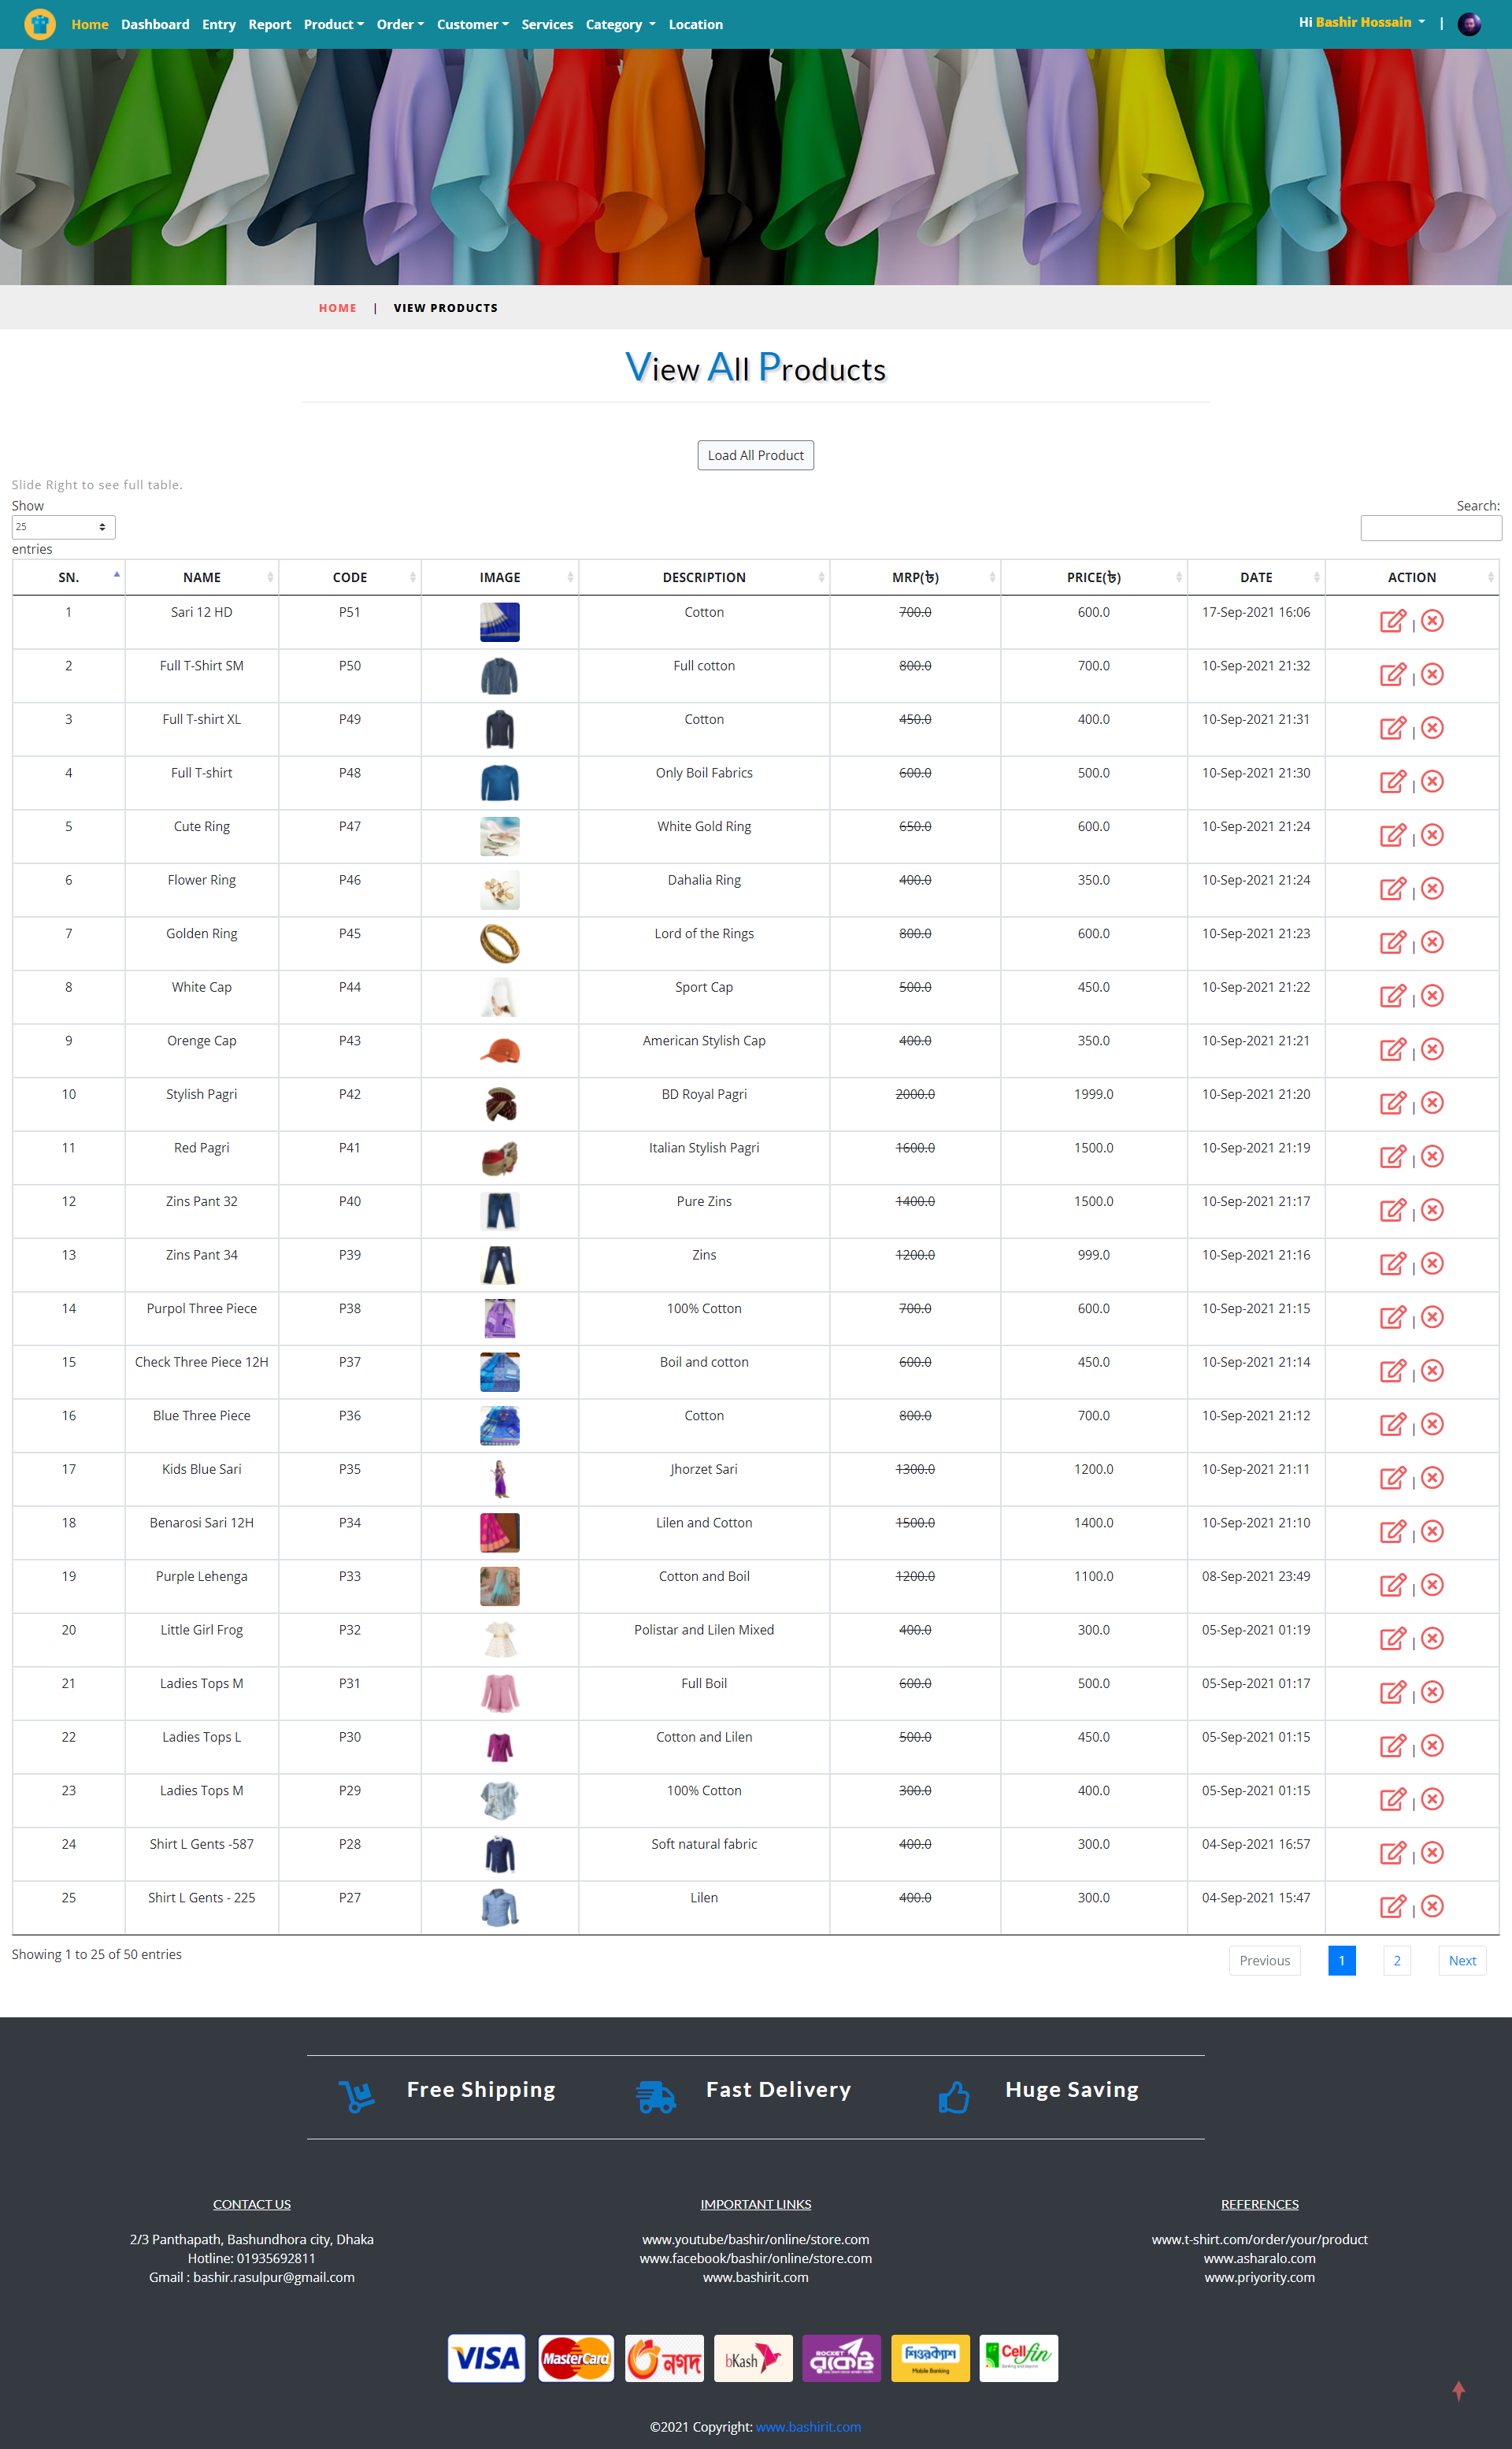 Home Dashboard Entry Report Product Order Customer Services Category Location Hi Bashir Hossain |
HOME | VIEW PRODUCTS
View All Products
Load All Product
Slide Right to see full table.
Show Search:
25
entries
SN. NAME CODE IMAGE DESCRIPTION MRP(৳) PRICE(৳) DATE ACTION
1 Sari 12 HD P51 Cotton 700.0 600.0 17-Sep-2021 16:06 |
2 Full T-Shirt SM P50 Full cotton 800.0 700.0 10-Sep-2021 21:32 |
3 Full T-shirt XL P49 Cotton 450.0 400.0 10-Sep-2021 21:31 |
4 Full T-shirt P48 Only Boil Fabrics 600.0 500.0 10-Sep-2021 21:30 |
5 Cute Ring P47 White Gold Ring 650.0 600.0 10-Sep-2021 21:24 |
6 Flower Ring P46 Dahalia Ring 400.0 350.0 10-Sep-2021 21:24 |
7 Golden Ring P45 Lord of the Rings 800.0 600.0 10-Sep-2021 21:23 |
8 White Cap P44 Sport Cap 500.0 450.0 10-Sep-2021 21:22 |
9 Orenge Cap P43 American Stylish Cap 400.0 350.0 10-Sep-2021 21:21 |
10 Stylish Pagri P42 BD Royal Pagri 2000.0 1999.0 10-Sep-2021 21:20 |
11 Red Pagri P41 Italian Stylish Pagri 1600.0 1500.0 10-Sep-2021 21:19 |
12 Zins Pant 32 P40 Pure Zins 1400.0 1500.0 10-Sep-2021 21:17 |
13 Zins Pant 34 P39 Zins 1200.0 999.0 10-Sep-2021 21:16 |
14 Purpol Three Piece P38 100% Cotton 700.0 600.0 10-Sep-2021 21:15 |
15 Check Three Piece 12H P37 Boil and cotton 600.0 450.0 10-Sep-2021 21:14 |
16 Blue Three Piece P36 Cotton 800.0 700.0 10-Sep-2021 21:12 |
17 Kids Blue Sari P35 Jhorzet Sari 1300.0 1200.0 10-Sep-2021 21:11 |
18 Benarosi Sari 12H P34 Lilen and Cotton 1500.0 1400.0 10-Sep-2021 21:10 |
19 Purple Lehenga P33 Cotton and Boil 1200.0 1100.0 08-Sep-2021 23:49 |
20 Little Girl Frog P32 Polistar and Lilen Mixed 400.0 300.0 05-Sep-2021 01:19 |
21 Ladies Tops M P31 Full Boil 600.0 500.0 05-Sep-2021 01:17 |
22 Ladies Tops L P30 Cotton and Lilen 500.0 450.0 05-Sep-2021 01:15 |
23 Ladies Tops M P29 100% Cotton 300.0 400.0 05-Sep-2021 01:15 |
24 Shirt L Gents -587 P28 Soft natural fabric 400.0 300.0 04-Sep-2021 16:57 |
25 Shirt L Gents - 225 P27 Lilen 400.0 300.0 04-Sep-2021 15:47 |
Showing 1 to 25 of 50 entries Previous 1 2 Next
Free Shipping Fast Delivery Huge Saving
CONTACT US IMPORTANT LINKS REFERENCES
2/3 Panthapath, Bashundhora city, Dhaka www.youtube/bashir/online/store.com www.t-shirt.com/order/your/product
Hotline: 01935692811 www.facebook/bashir/online/store.com www.asharalo.com
Gmail : bashir.rasulpur@gmail.com www.bashirit.com www.priyority.com
VISA MasterCard নগদ bKash ROCKET রকেট শিওরক্যাশ Mobile Banking Cellfin
©2021 Copyright: www.bashirit.com